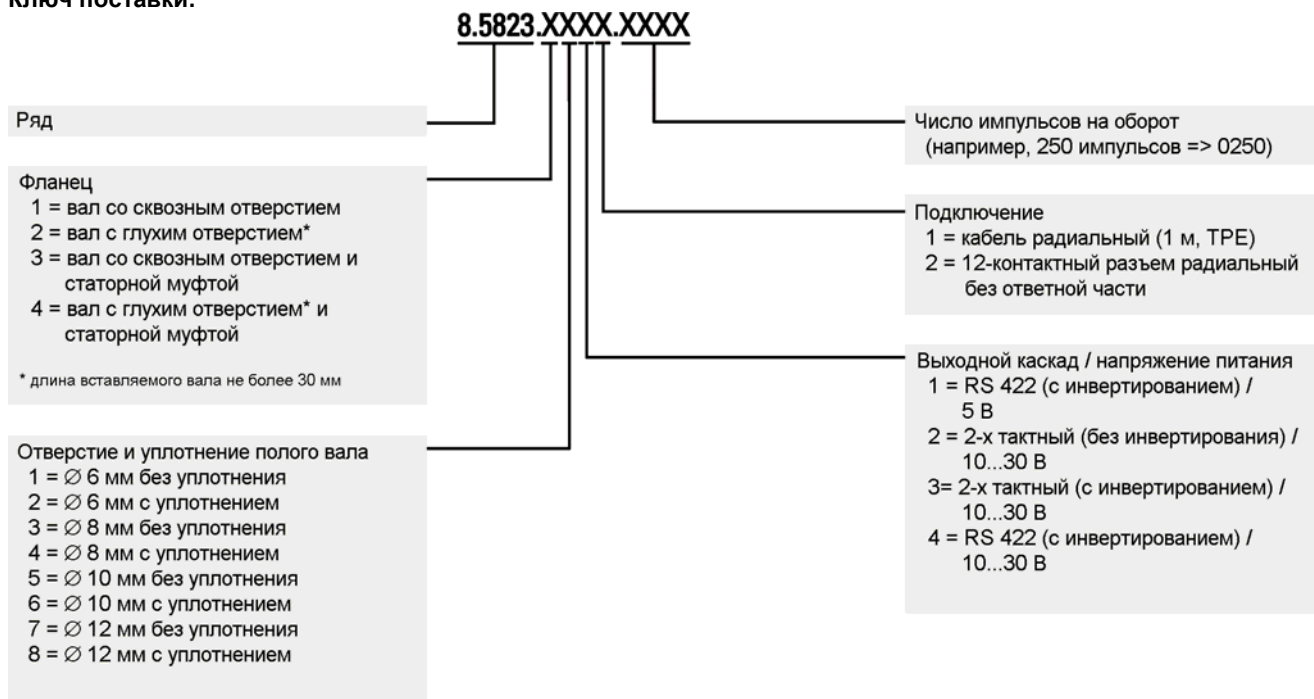 Ключ поставки:
8.5823.XXXX.XXXX
Ряд
Фланец
1 = вал со сквозным отверстием
2 = вал с глухим отверстием*
3 = вал со сквозным отверстием и
статорной муфтой
4 = вал с глухим отверстием* и
статорной муфтой
* длина вставляемого вала не более 30 мм
Отверстие и уплотнение полого вала
1 = ∅ 6 мм без уплотнения
2 = ∅ 6 мм с уплотнением
3 = ∅ 8 мм без уплотнения
4 = ∅ 8 мм с уплотнением
5 = ∅ 10 мм без уплотнения
6 = ∅ 10 мм с уплотнением
7 = ∅ 12 мм без уплотнения
8 = ∅ 12 мм с уплотнением
Число импульсов на оборот
(например, 250 импульсов => 0250)
Подключение
1 = кабель радиальный (1 м, TPE)
2 = 12-контактный разъем радиальный
без ответной части
Выходной каскад / напряжение питания
1 = RS 422 (с инвертированием) /
5 В
2 = 2-х тактный (без инвертирования) /
10...30 В
3= 2-х тактный (с инвертированием) /
10...30 В
4 = RS 422 (с инвертированием) /
10...30 В